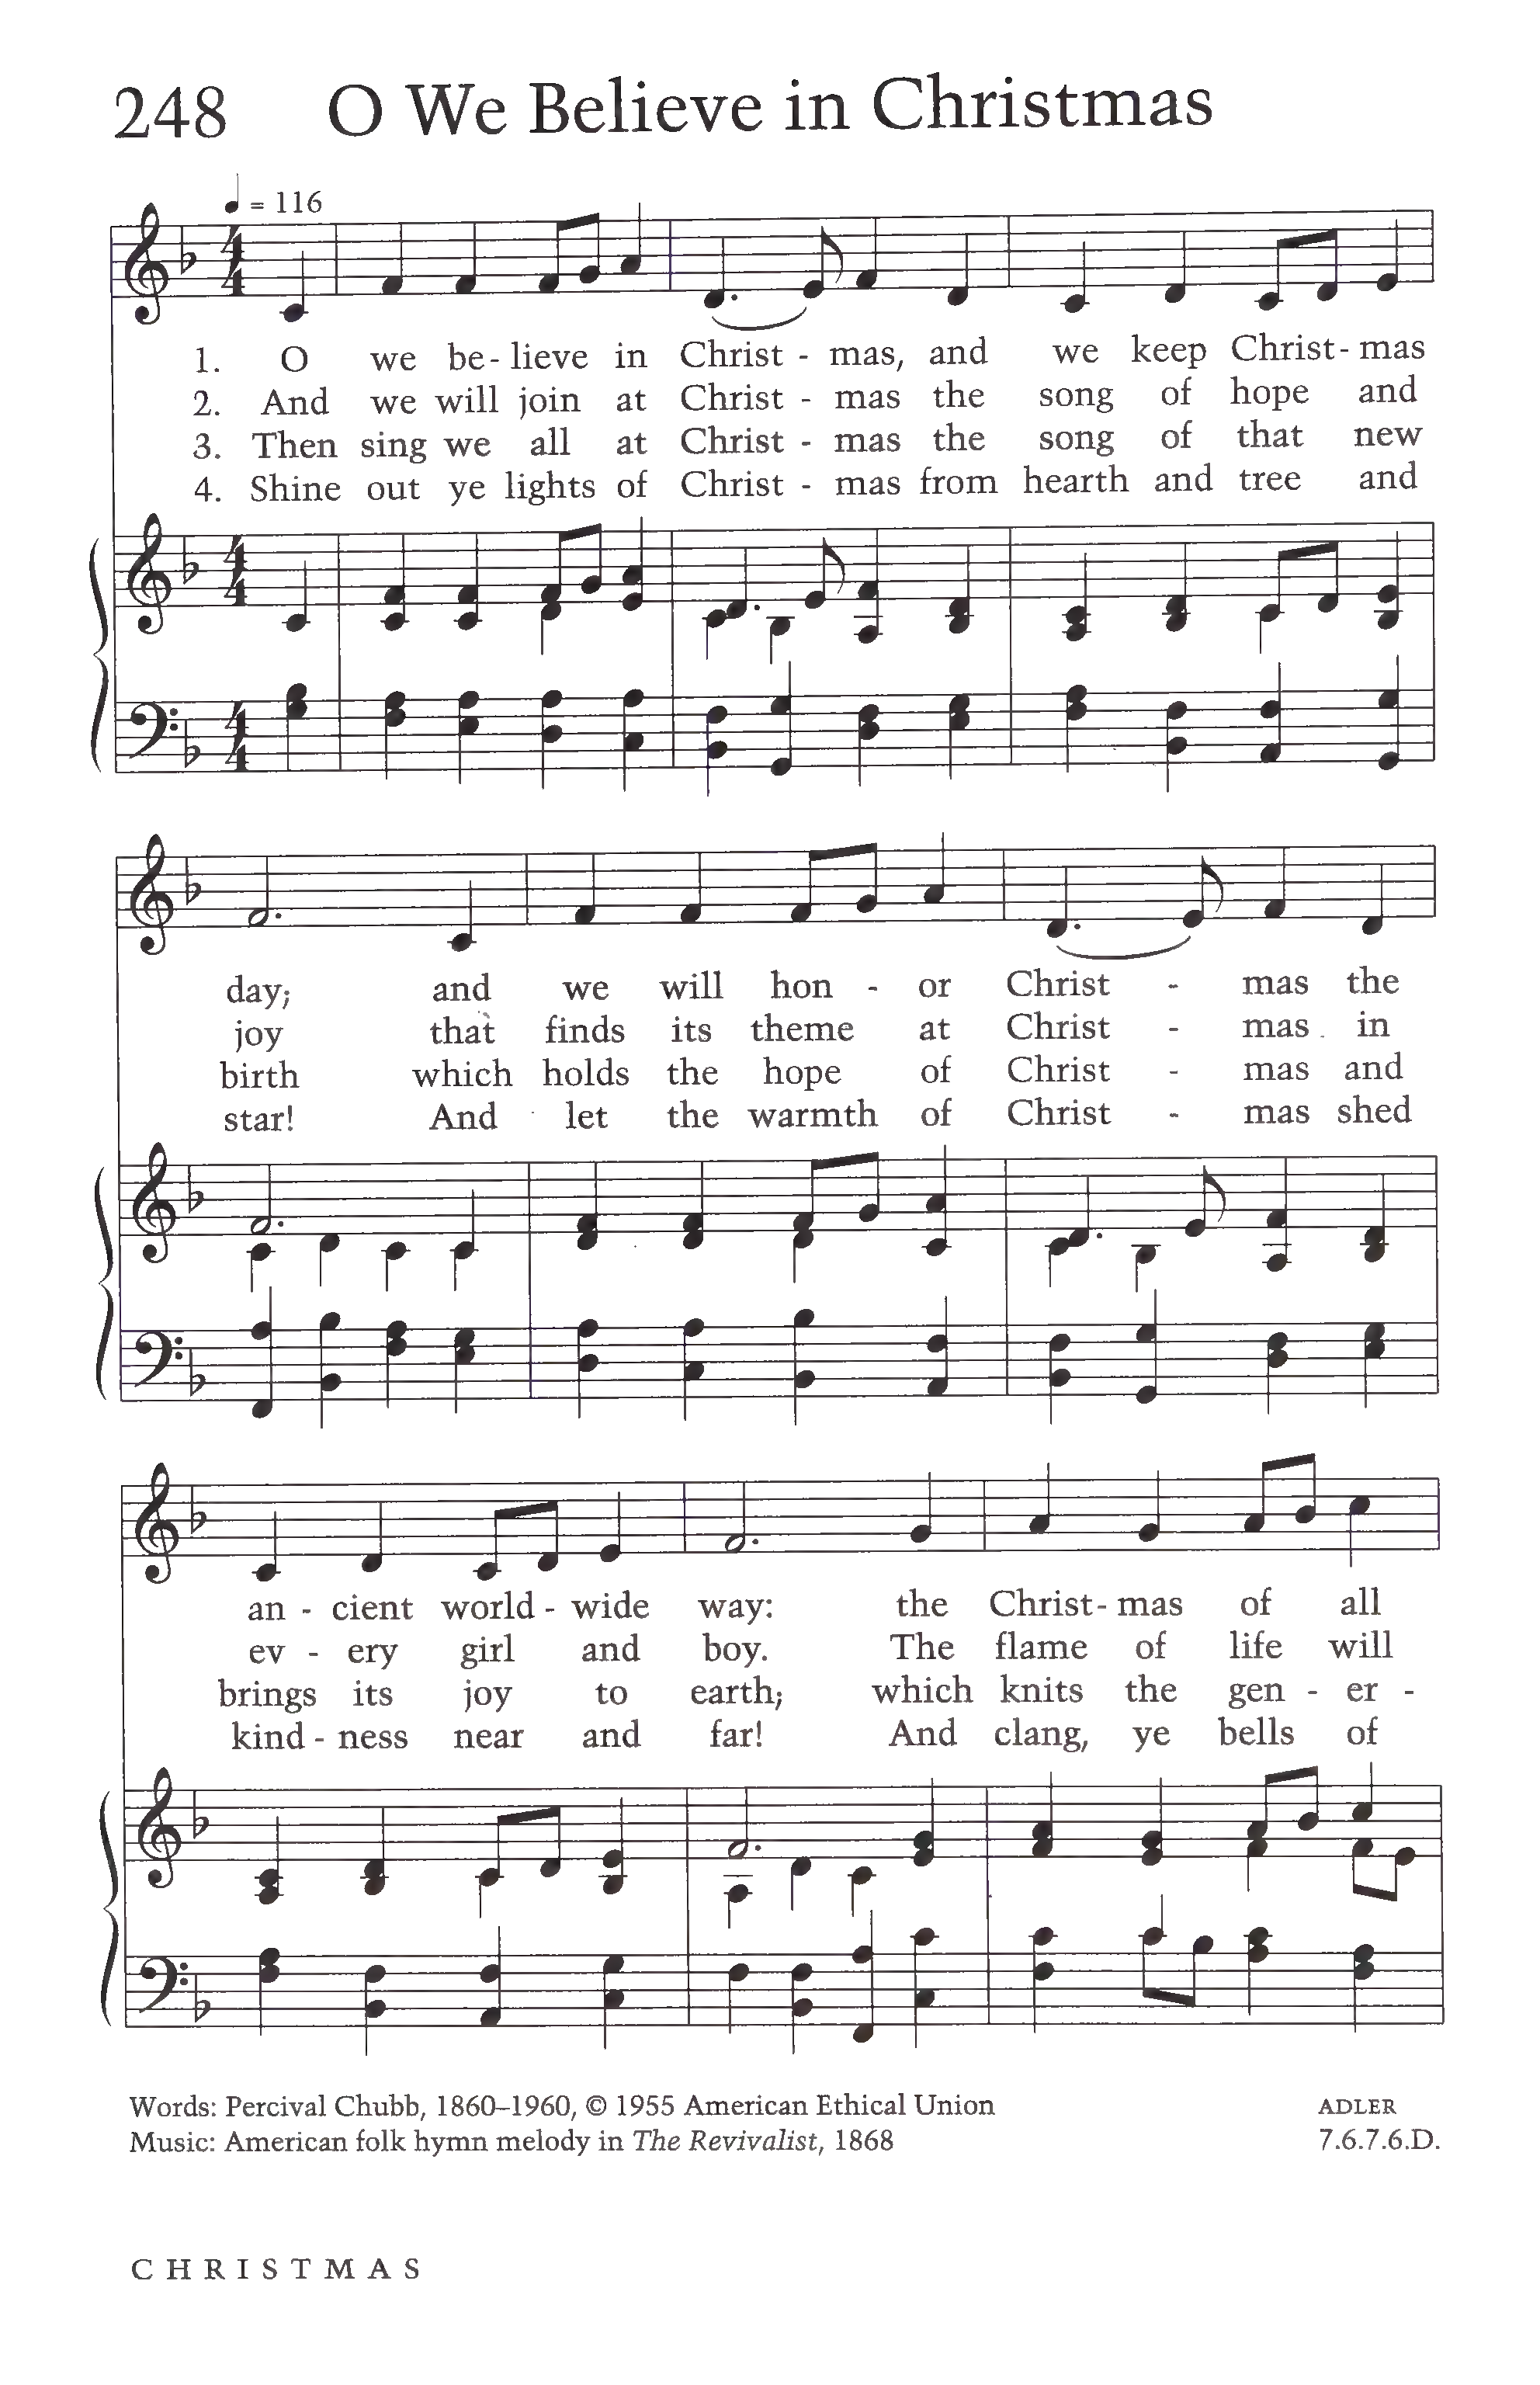 248 O We Believe in Christmas
= 116
1. O we be- lieve in Christ - mas, and we keep Christ- mas
2. And we will join at Christ - mas the song of hope and
3. Then sing we all at Christ - mas the song of that new
4. Shine out ye lights of Christ - mas from hearth and tree and
day; and we will hon - or Christ - mas the
joy that finds its theme at Christ - mas in
birth which holds the hope of Christ - mas and
star! And let the warmth of Christ - mas shed
an - cient world - wide way: the Christ- mas of all
ev - ery girl and boy. The flame of life will
brings its joy to earth; which knits the gen - er -
kind - ness near and far! And clang, ye bells of
Words: Percival Chubb, 1860–1960, © 1955 American Ethical Union ADLER
Music: American folk hymn melody in The Revivalist, 1868 7.6.7.6.D.
CHRISTMAS